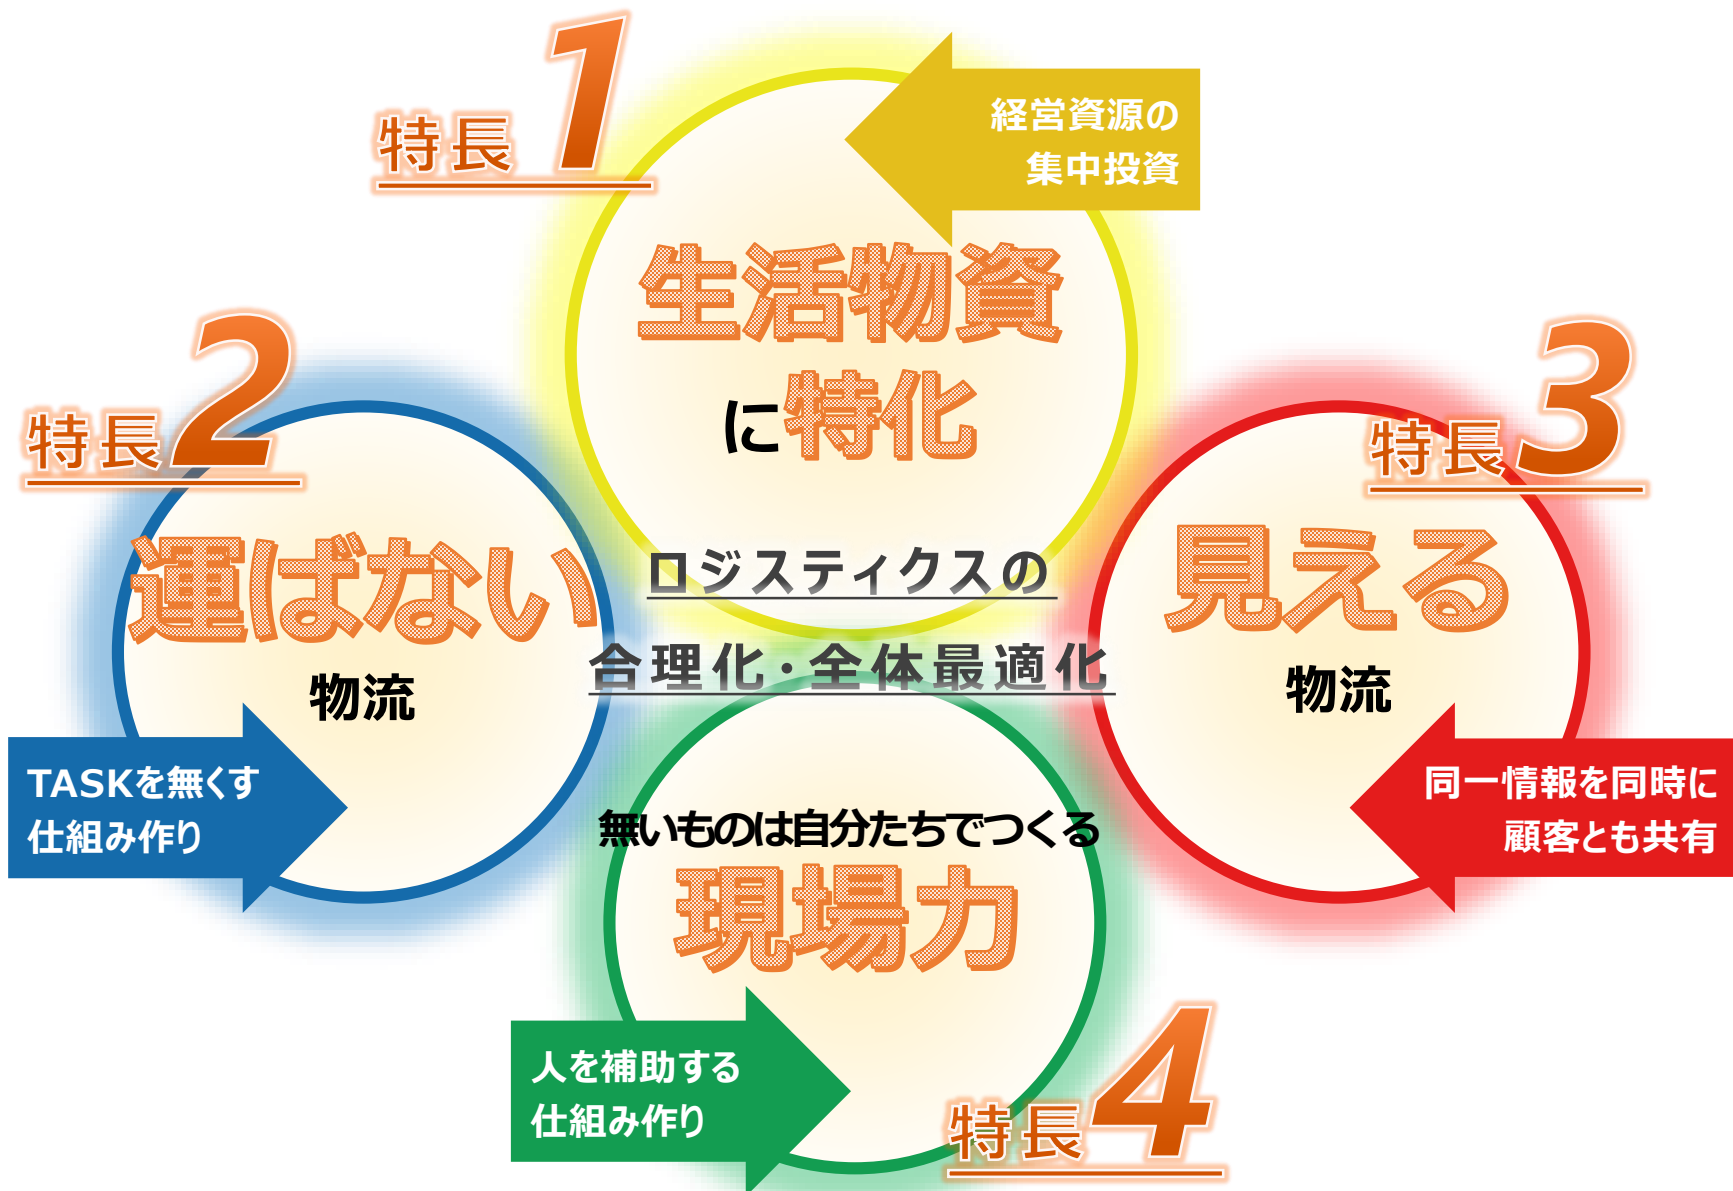 特長1
経営資源の
集中投資
生活物資
に特化
特長2
運ばない
物流
TASKを無くす
仕組み作り
ロジスティクスの
合理化・全体最適化
特長3
見える
物流
同一情報を同時に
顧客とも共有
無いものは自分たちでつくる
現場力
人を補助する
仕組み作り
特長4